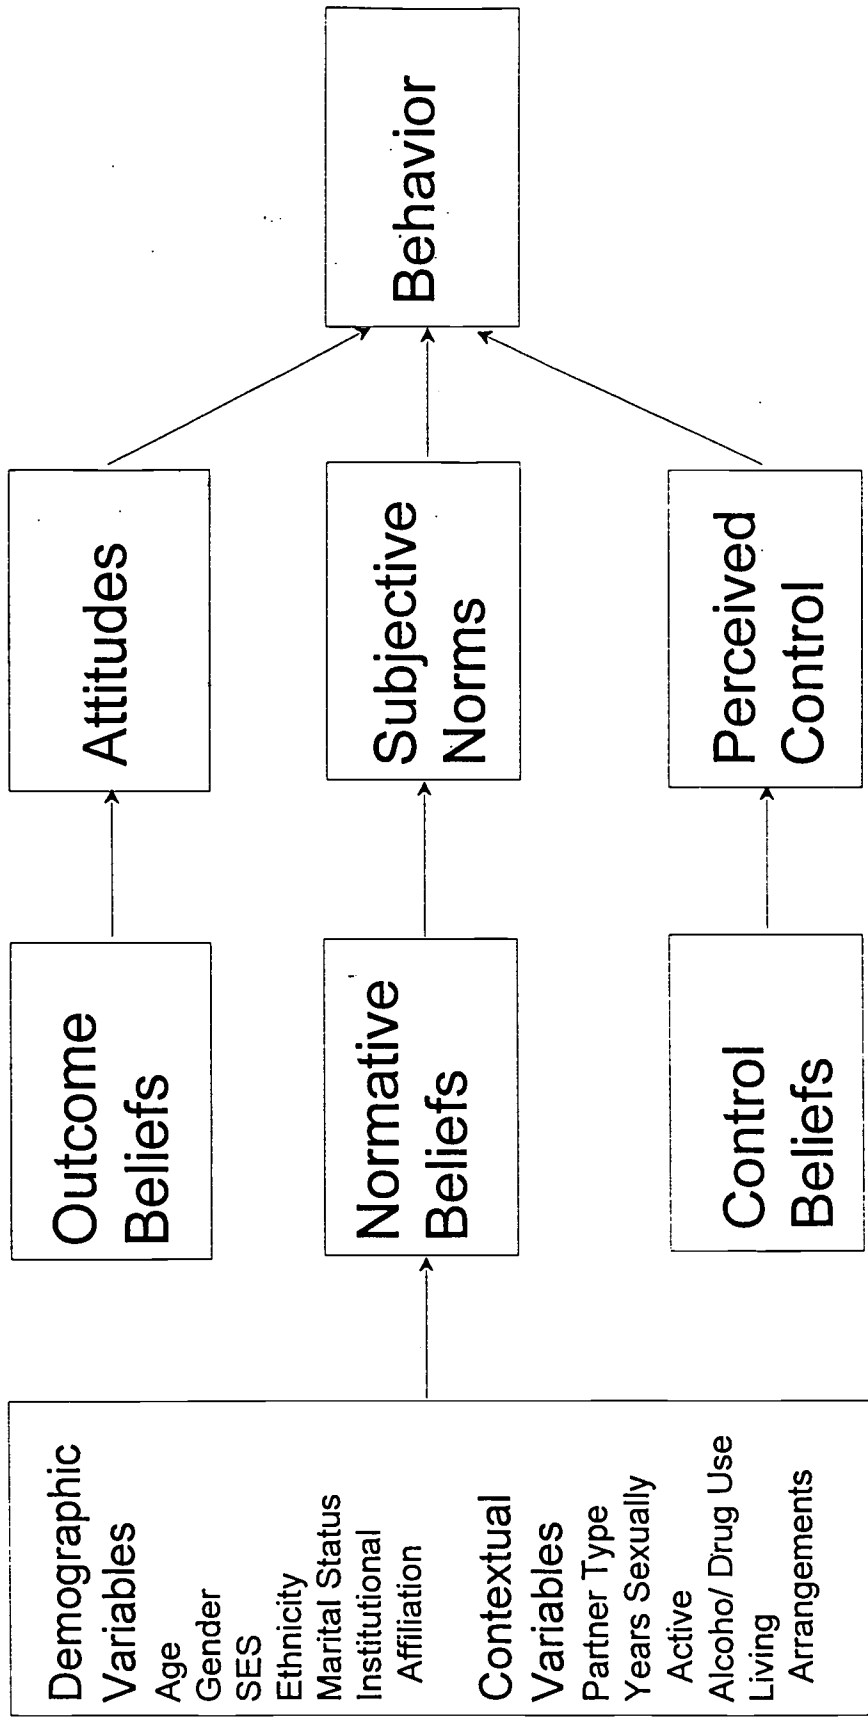 Demographic
Variables
Age
Gender
SES
Ethnicity
Marital Status
Institutional
Affiliation
Contextual
Variables
Partner Type
Years Sexually
Active
Alcoho/ Drug Use
Living
Arrangements
Outcome
Beliefs
Normative
Beliefs
Control
Beliefs
Attitudes
Subjective
Norms
Perceived
Control
Behavior